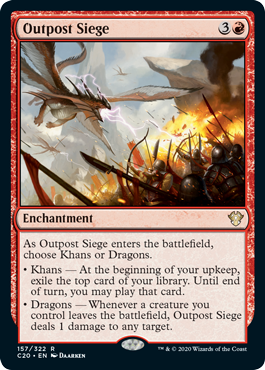 Outpost Siege 3
Enchantment
As Outpost Siege enters the battlefield,
choose Khans or Dragons.
• Khans — At the beginning of your upkeep,
exile the top card of your library. Until end
of turn, you may play that card.
• Dragons — Whenever a creature you
control leaves the battlefield, Outpost Siege
deals 1 damage to any target.
157/322 R
C20 • EN DAARKEN ™ & © 2020 Wizards of the Coast